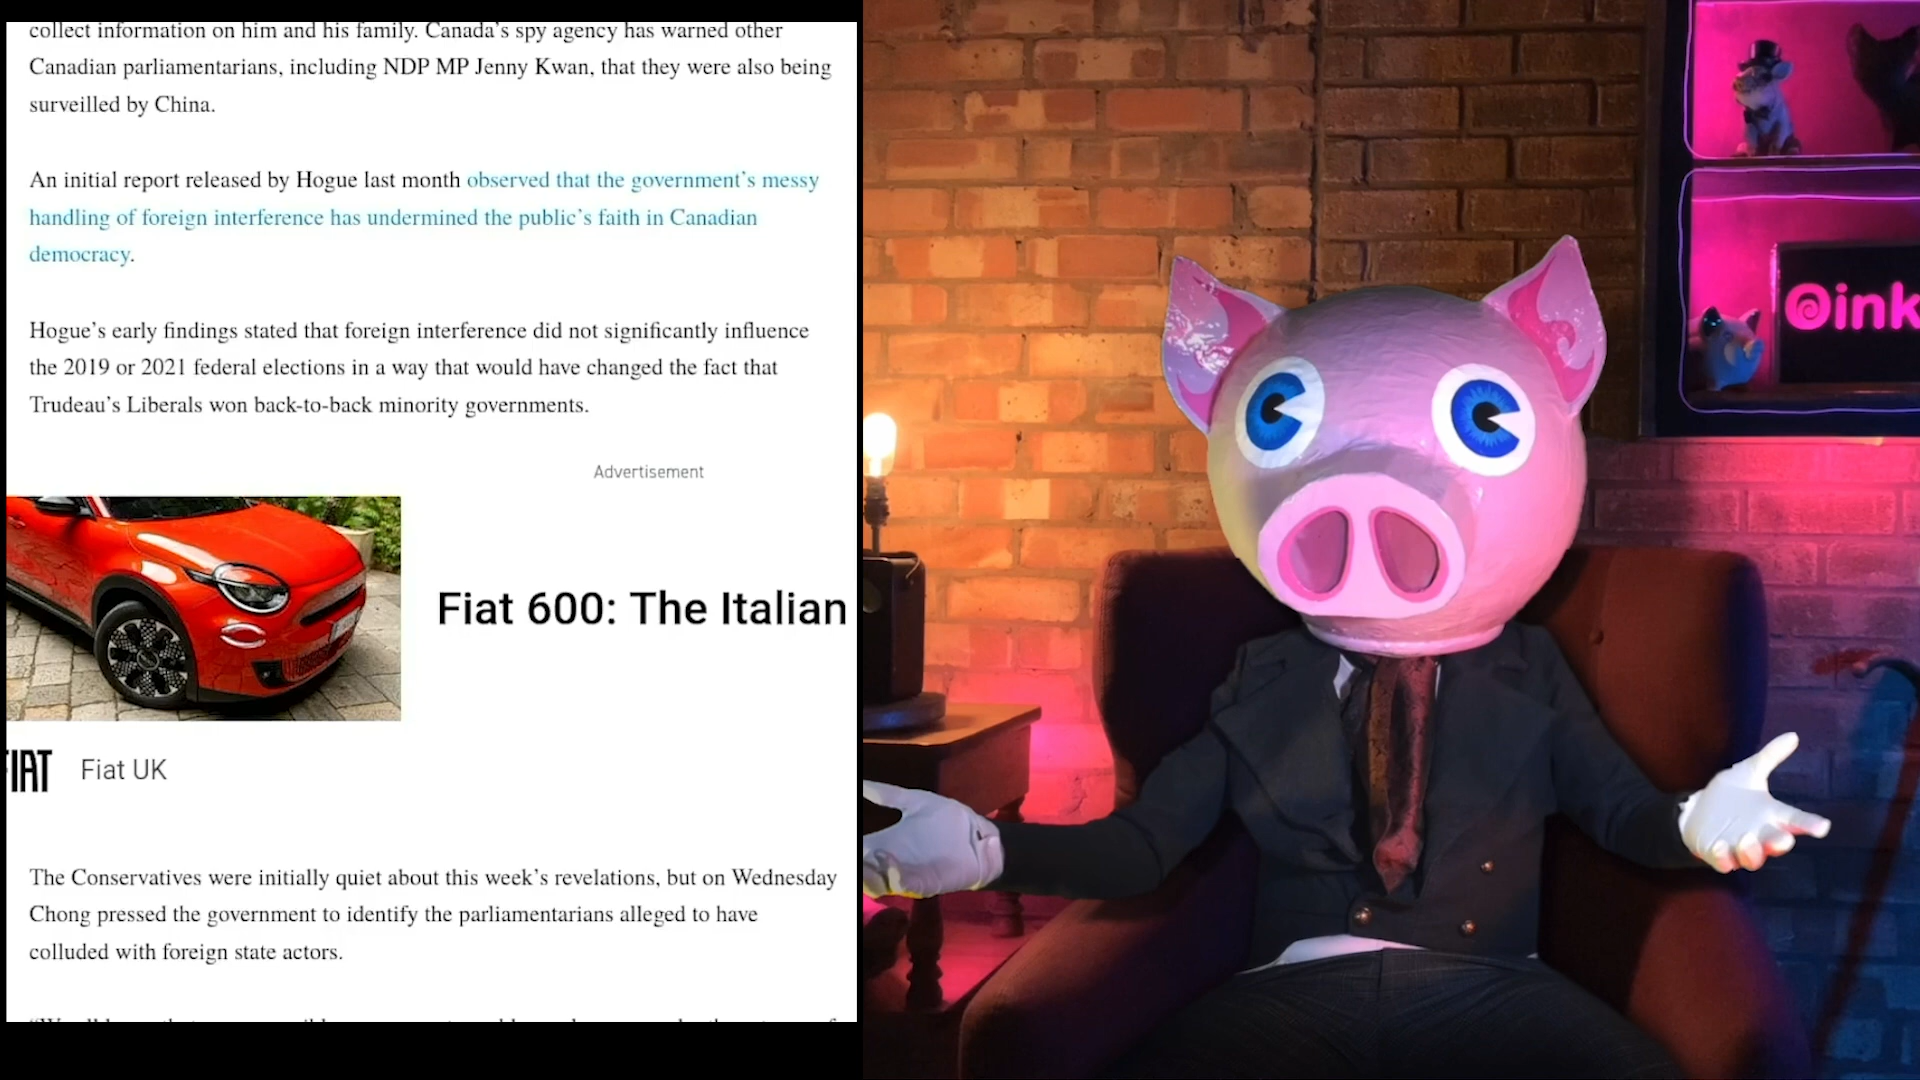 collect information on him and his family. Canada's spy agency has warned other
Canadian parliamentarians, including NDP MP Jenny Kwan, that they were also being
surveilled by China.
An initial report released by Hogue last month observed that the government's messy
handling of foreign interference has undermined the public's faith in Canadian
democracy.
Hogue's early findings stated that foreign interference did not significantly influence
the 2019 or 2021 federal elections in a way that would have changed the fact that
Trudeau's Liberals won back-to-back minority governments.
Advertisement
Fiat 600: The Italian
FIAT Fiat UK
The Conservatives were initially quiet about this week's revelations, but on Wednesday
Chong pressed the government to identify the parliamentarians alleged to have
colluded with foreign state actors.
Oink